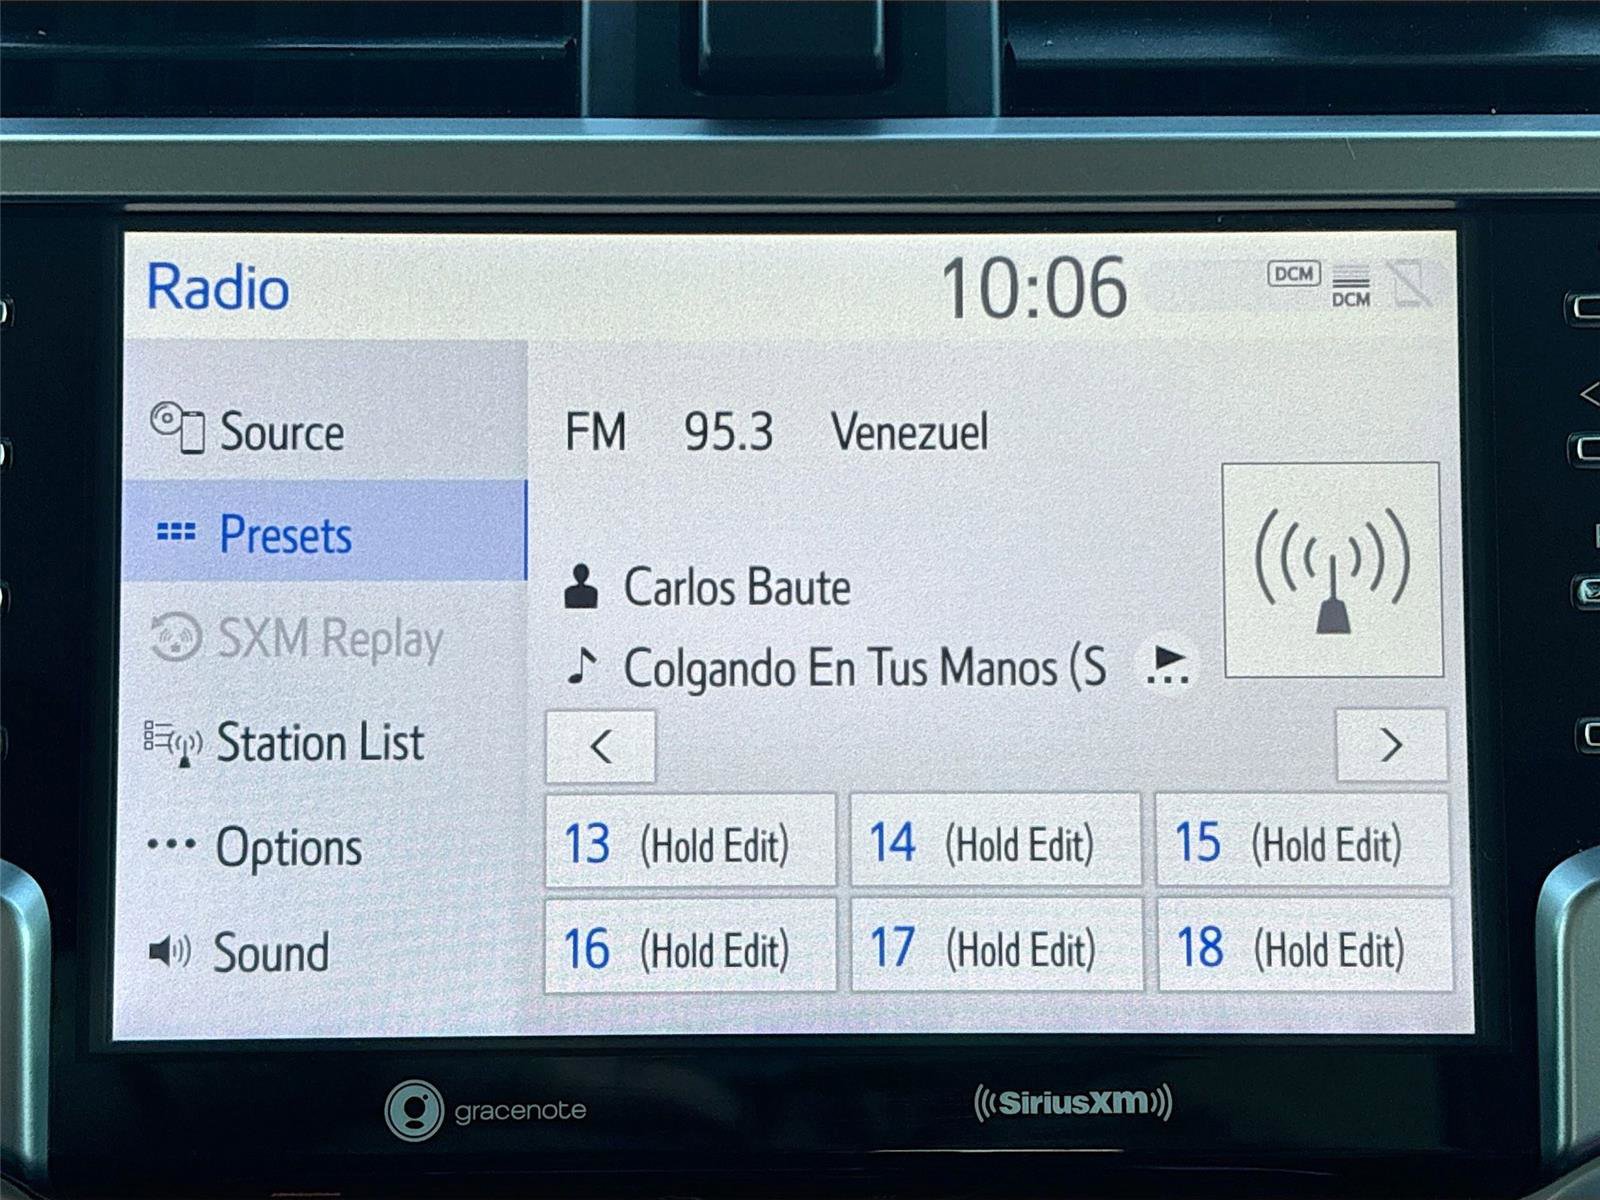 Radio
10:06
DCM
DCM
Source
Presets
SXM Replay
Station List
Options
Sound
FM 95.3 Venezuel
Carlos Baute
Colgando En Tus Manos (S
13 (Hold Edit) 14 (Hold Edit) 15 (Hold Edit)
16 (Hold Edit) 17 (Hold Edit) 18 (Hold Edit)
gracenote
SiriusXM